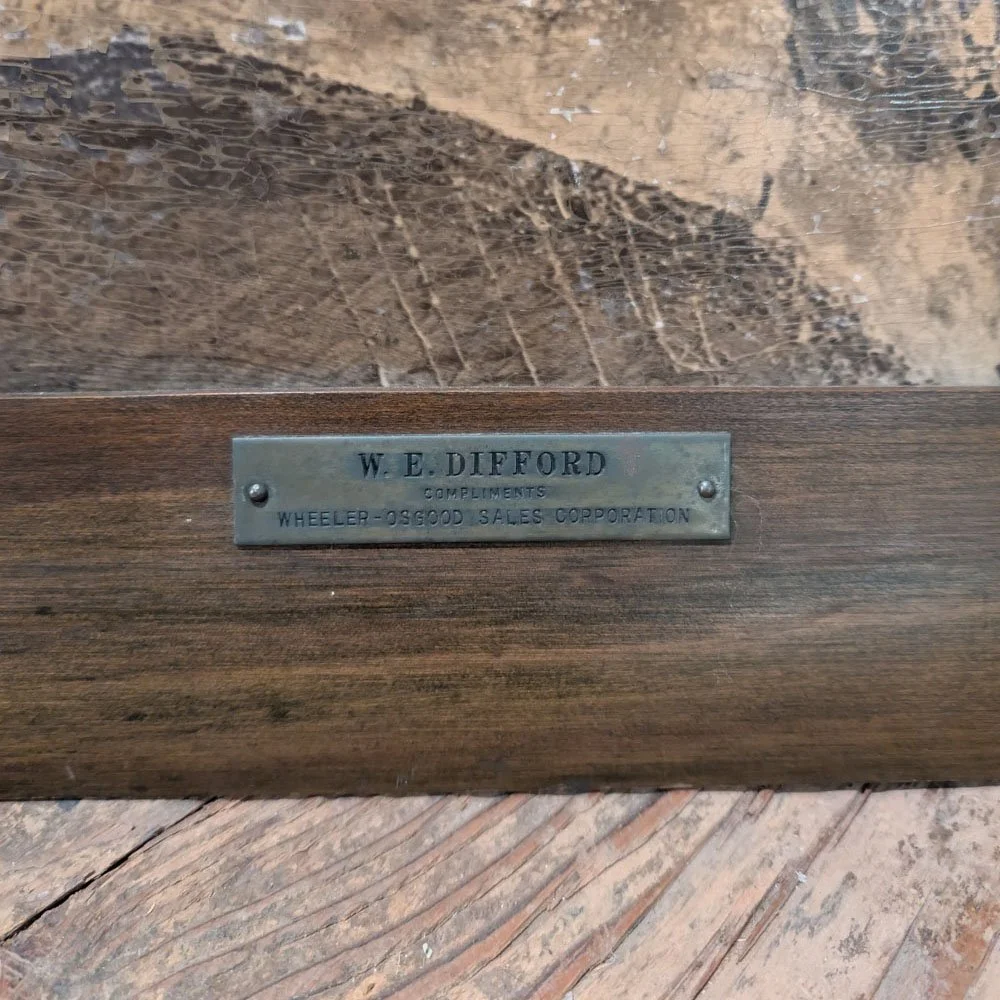 W. E. DIFFORD
COMPLIMENTS
WHEELER-OSGOOD SALES CORPORATION